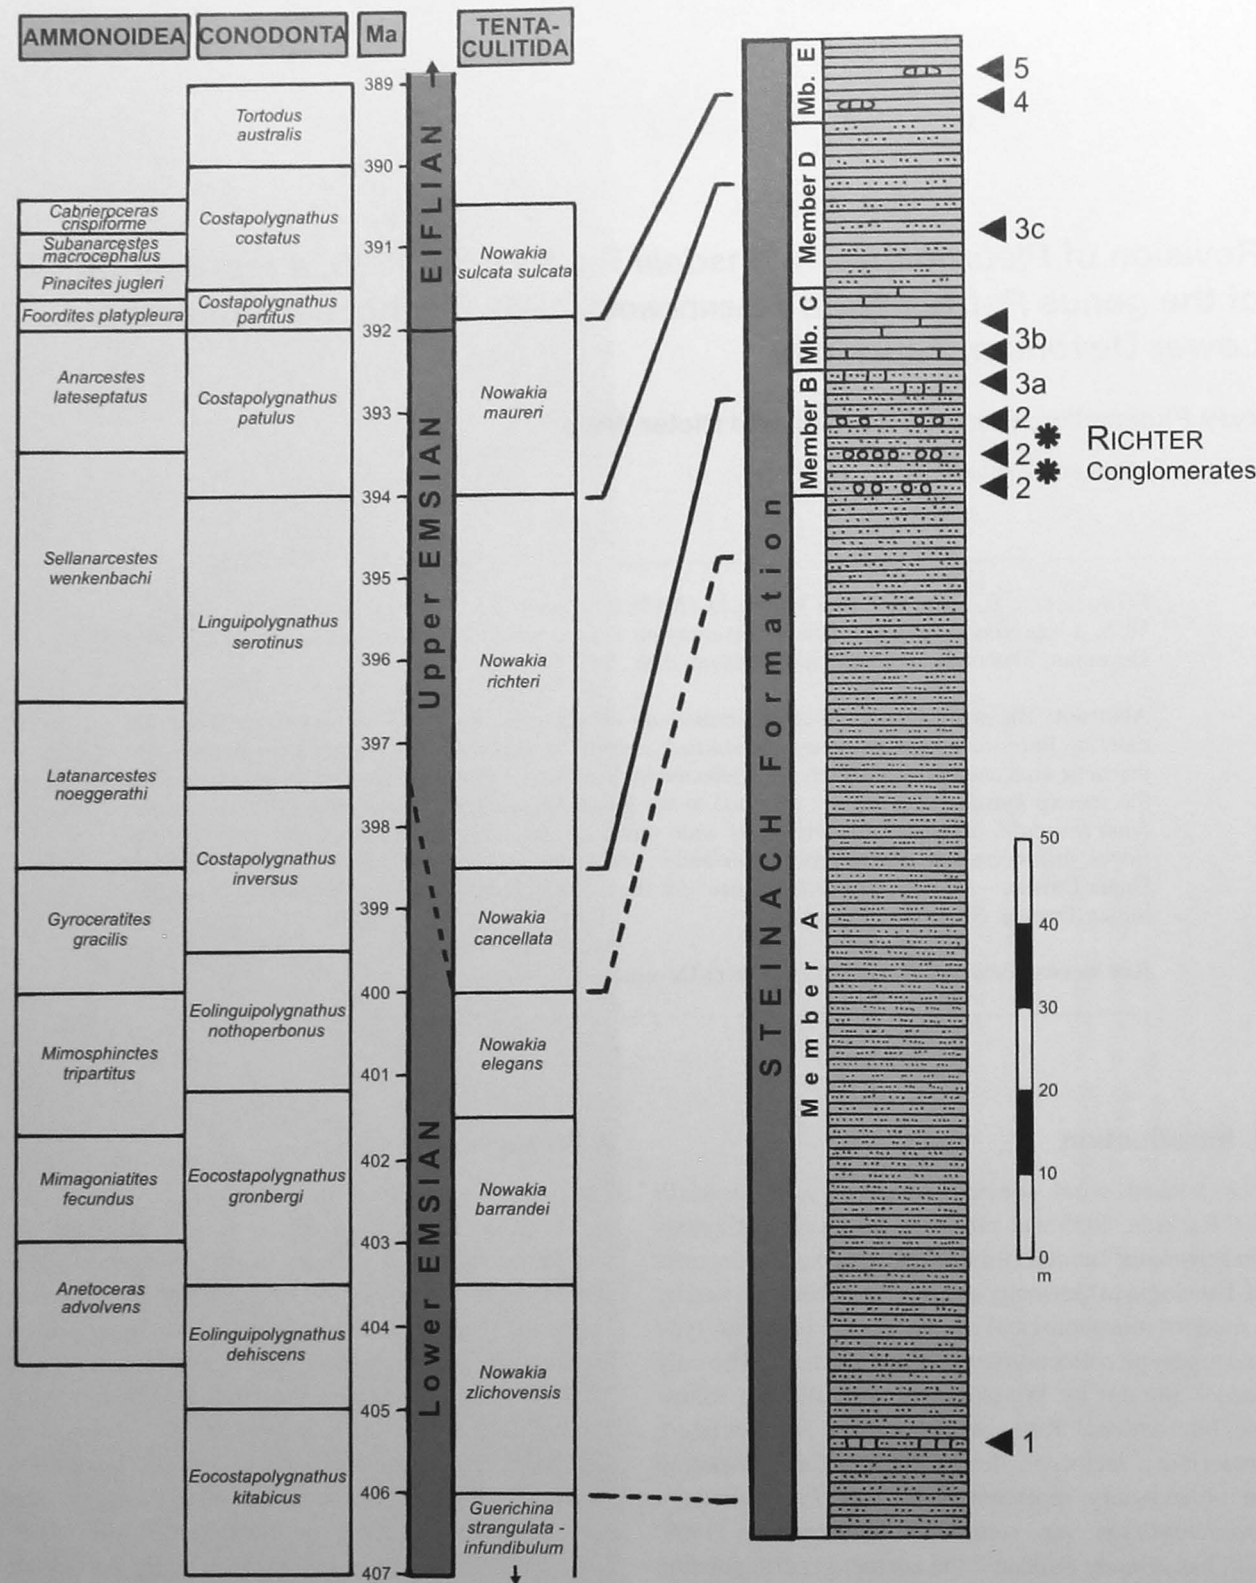 AMMONOIDEA
CONODONTA
Ma
TENTA-
CULITIDA
Cabrieroceras
crispiforme
Subanarcestes
macrocephalus
Pinacites jugleri
Foordites platypleura
Anarcestes
lateseptatus
Sellanarcestes
wenkenbachi
Latanarcestes
noeggerathi
Gyroceratites
gracilis
Mimosphinctes
tripartitus
Mimagoniatites
fecundus
Anetoceras
advolvens
Tortodus
australis
Costapolygnathus
costatus
Costapolygnathus
partitus
Costapolygnathus
patulus
Linguipolygnathus
serotinus
Costapolygnathus
inversus
Eolinguipolygnathus
nothoperbonus
Eocostapolygnathus
gronbergi
Eolinguipolygnathus
dehiscens
Eocostapolygnathus
kitabicus
389
390
391
392
393
394
395
396
397
398
399
400
401
402
403
404
405
406
407
EIFLIAN
Upper EMSIAN
Lower EMSIAN
Nowakia
sulcata sulcata
Nowakia
maureri
Nowakia
richteri
Nowakia
cancellata
Nowakia
elegans
Nowakia
barrandei
Nowakia
zlichovensis
Guerichina
strangulata -
infundibulum
STEINACH Formation
Mb. E
Member D
Mb. C
Member B
Member A
5
4
3c
3b
3a
2
2
2
1
RICHTER
Conglomerates
50
40
30
20
10
0
m